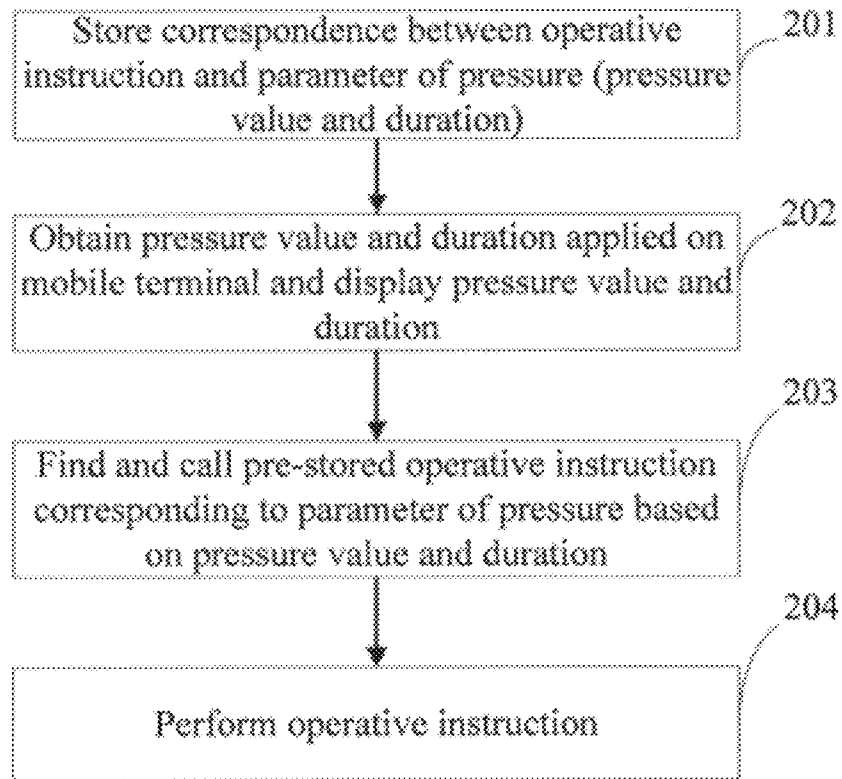 Store correspondence between operative
instruction and parameter of pressure (pressure
value and duration)
201
Obtain pressure value and duration applied on
mobile terminal and display pressure value and
duration
202
Find and call pre-stored operative instruction
corresponding to parameter of pressure based
on pressure value and duration
203
Perform operative instruction
204